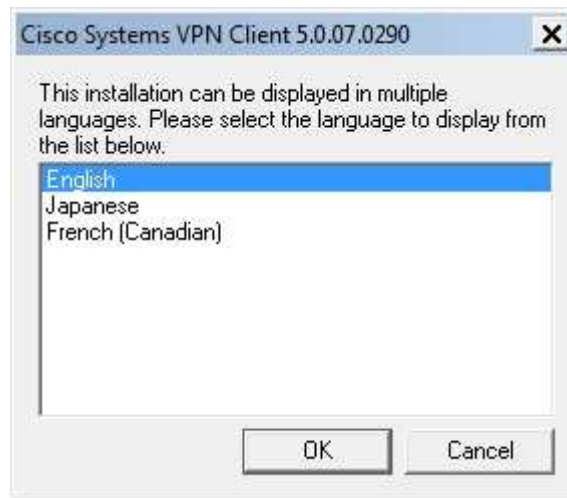 Cisco Systems VPN Client 5.0.07.0290
This installation can be displayed in multiple
languages. Please select the language to display from
the list below.
English
Japanese
French (Canadian)
OK
Cancel